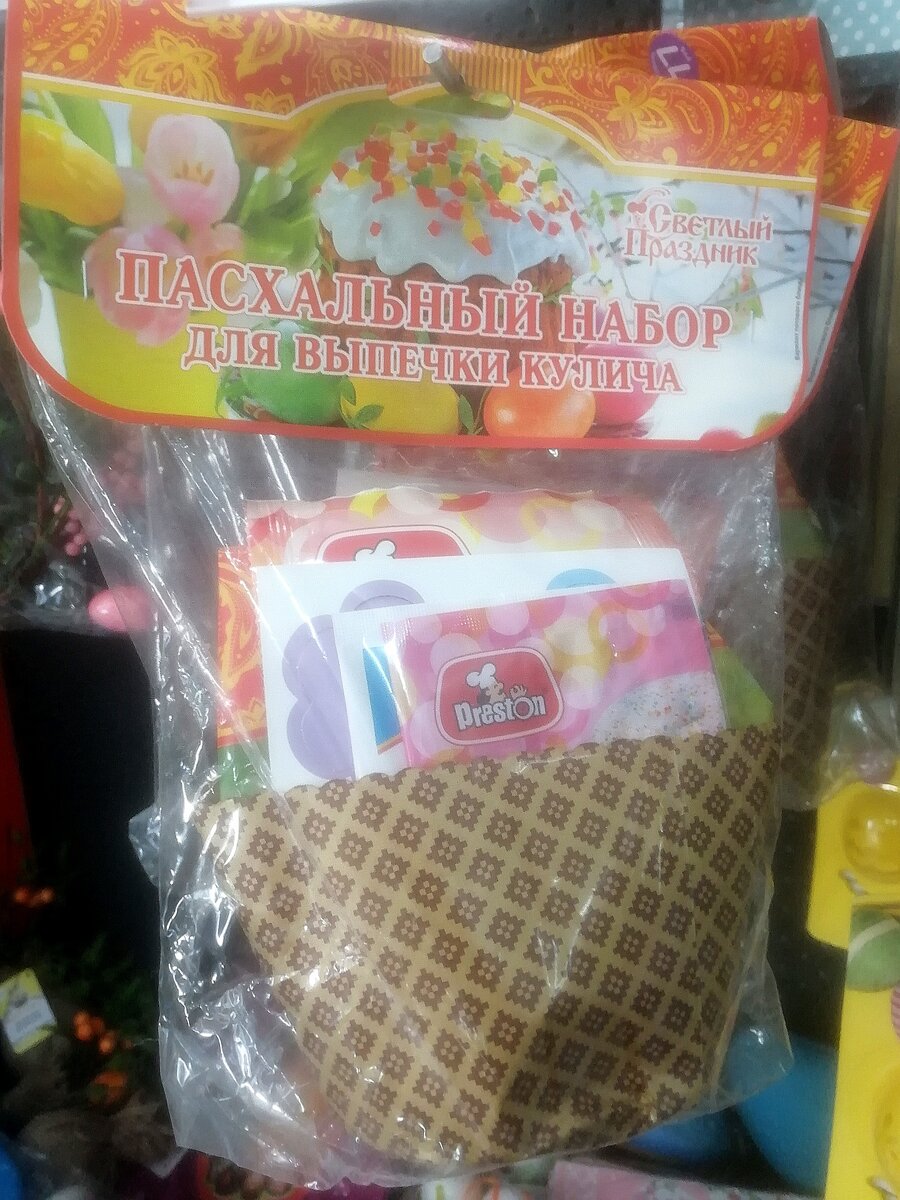 Светлый
Праздник
ПАСХАЛЬНЫЙ НАБОР
ДЛЯ ВЫПЕЧКИ КУЛИЧА
Preston